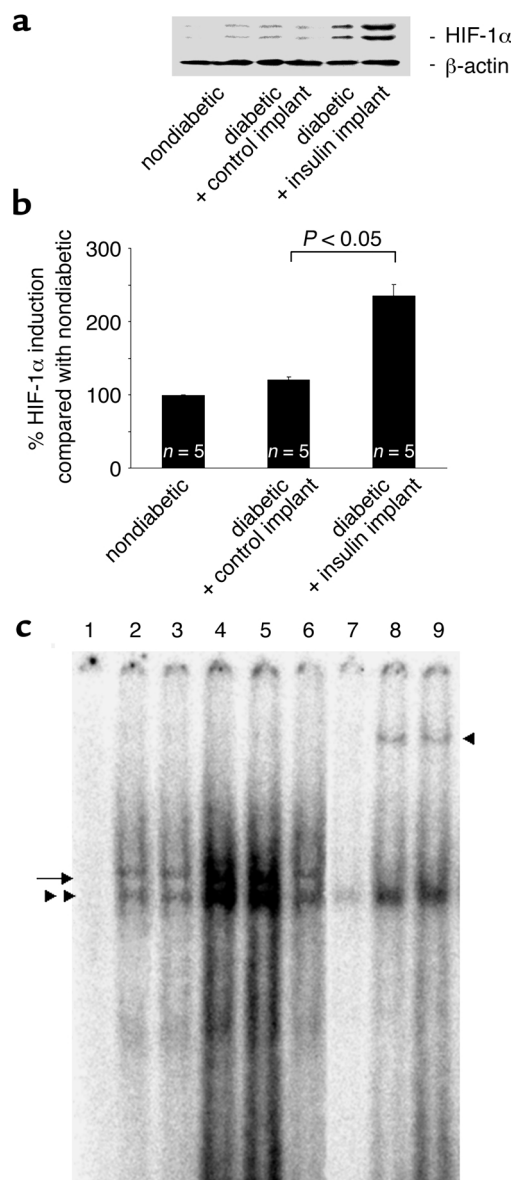 a
- HIF-1α
- β-actin
nondiabetic
diabetic
+ control implant
diabetic
+ insulin implant
b
% HIF-1α induction
compared with nondiabetic
300
200
100
0
P < 0.05
n = 5
n = 5
n = 5
nondiabetic
diabetic
+ control implant
diabetic
+ insulin implant
c
1 2 3 4 5 6 7 8 9